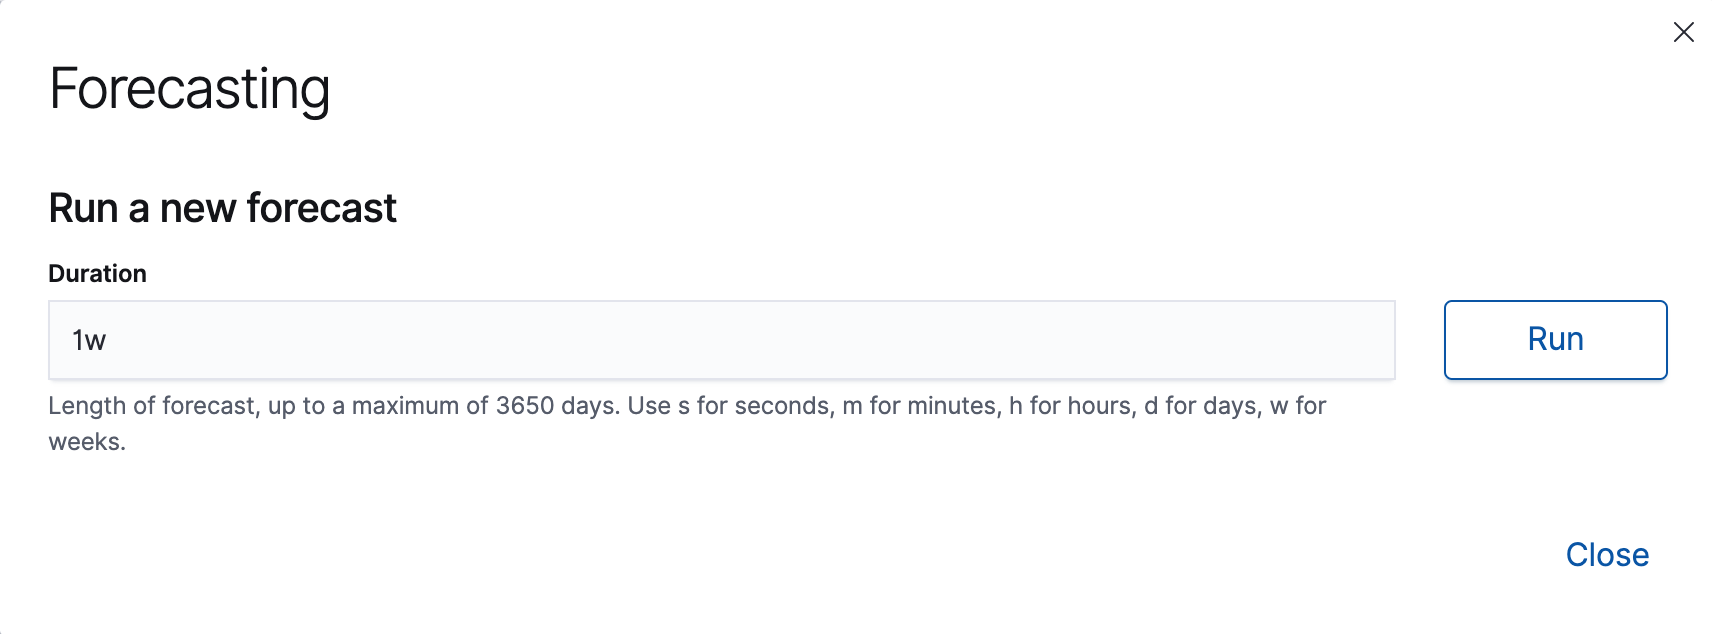 Forecasting
Run a new forecast
Duration
1w
Run
Length of forecast, up to a maximum of 3650 days. Use s for seconds, m for minutes, h for hours, d for days, w for
weeks.
Close